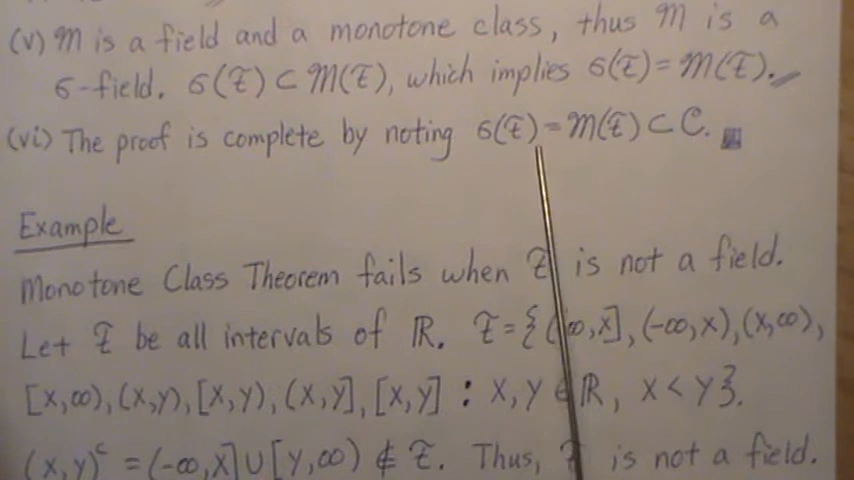 (v) 𝓜 is a field and a monotone class, thus 𝓜 is a
σ-field. σ(𝓕) ⊂ 𝓜(𝓕), which implies σ(𝓕) = 𝓜(𝓕).
(vi) The proof is complete by noting σ(𝓕) = 𝓜(𝓕) ⊂ C.
Example
Monotone Class Theorem fails when 𝓕 is not a field.
Let 𝓕 be all intervals of ℝ. 𝓕 = {(-∞,x], (-∞,x), (x,∞),
[x,∞), (x,y), [x,y), (x,y], [x,y] : x,y ∈ ℝ, x < y}.
(x,y)ᶜ = (-∞,x] ∪ [y,∞) ∉ 𝓕. Thus, 𝓕 is not a field.